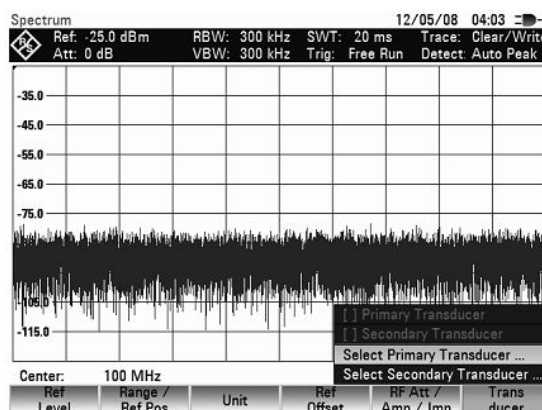 Spectrum 12/05/08 04:03
Ref: -25.0 dBm RBW: 300 kHz SWT: 20 ms Trace: Clear/Write
Att: 0 dB VBW: 300 kHz Trig: Free Run Detect: Auto Peak
-35.0
-45.0
-55.0
-65.0
-75.0
-105.0
[ ] Primary Transducer
-115.0
[ ] Secondary Transducer
Select Primary Transducer ...
Center: 100 MHz Select Secondary Transducer ...
Ref Level Range / Ref Pos Unit Ref Offset RF Att / Amp / Imp Trans ducer